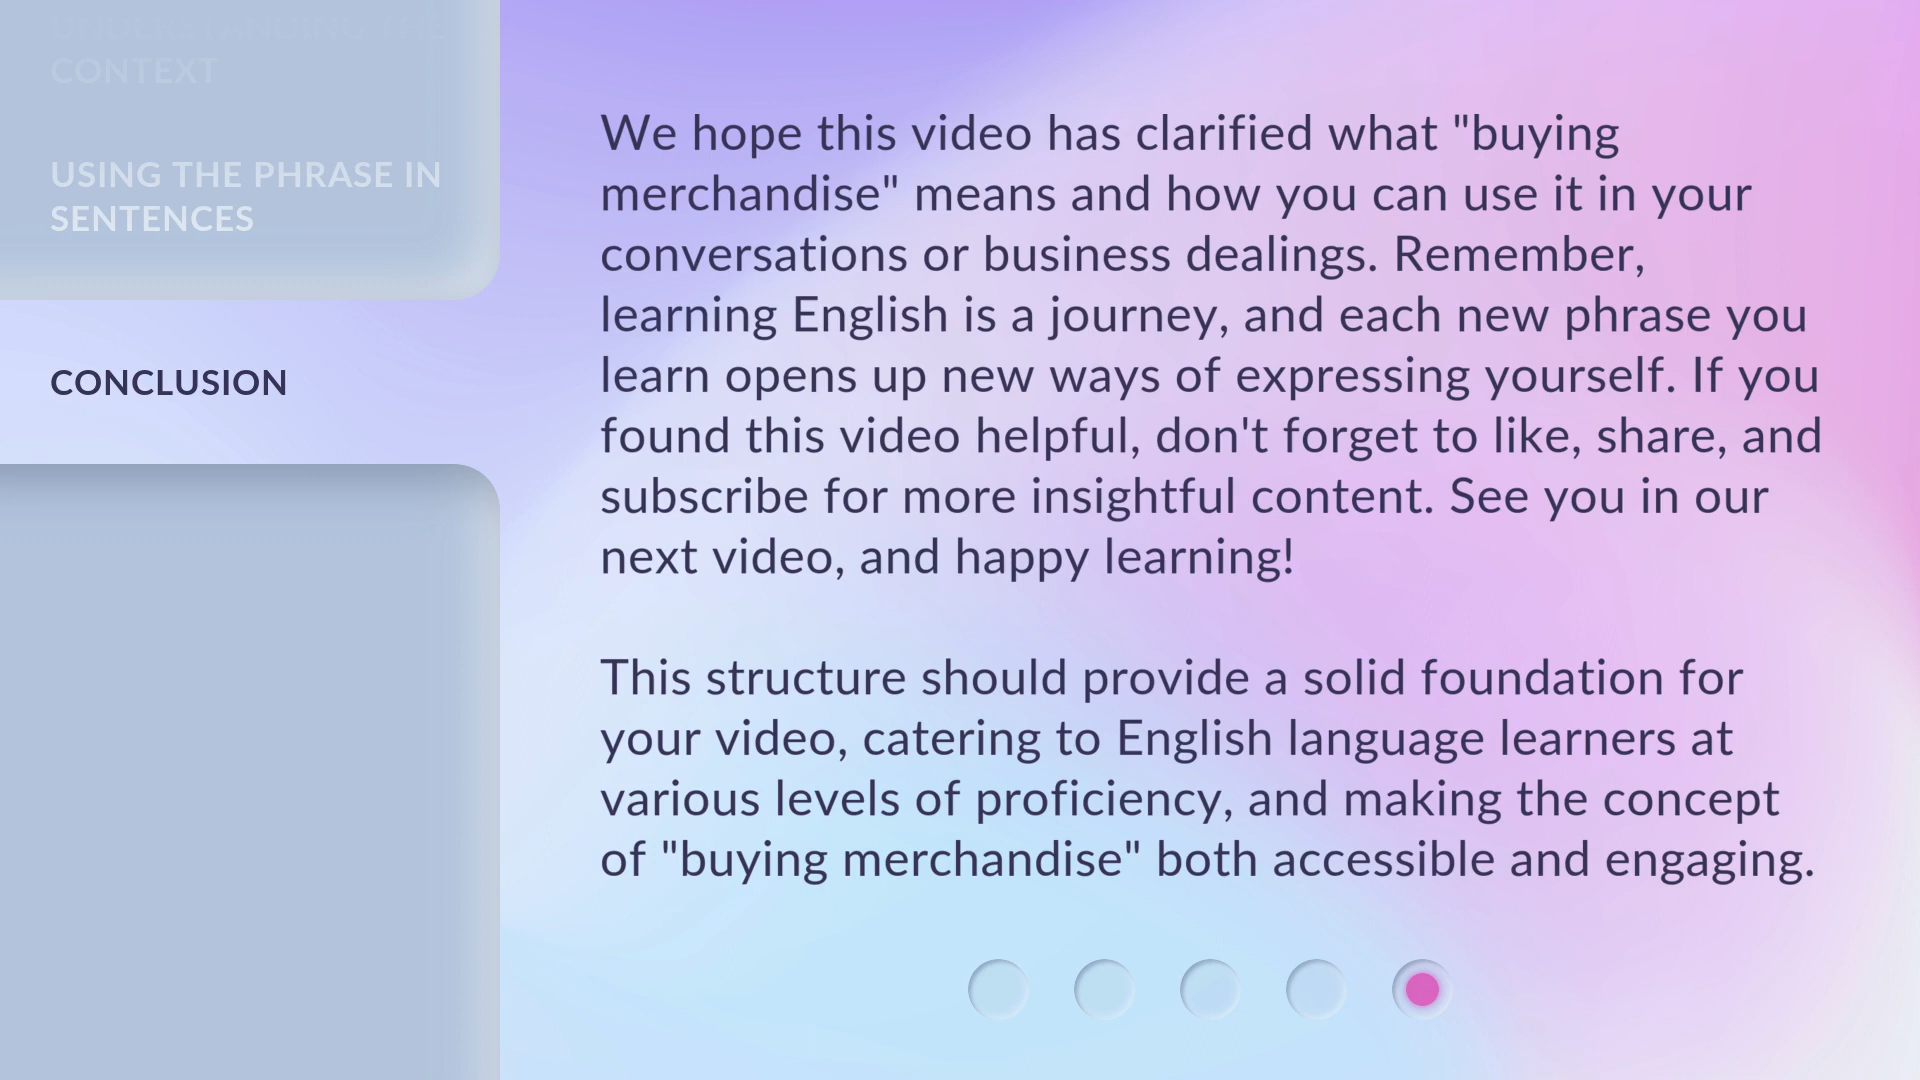 UNDERSTANDING THE
CONTEXT
USING THE PHRASE IN
SENTENCES
CONCLUSION
We hope this video has clarified what "buying
merchandise" means and how you can use it in your
conversations or business dealings. Remember,
learning English is a journey, and each new phrase you
learn opens up new ways of expressing yourself. If you
found this video helpful, don't forget to like, share, and
subscribe for more insightful content. See you in our
next video, and happy learning!
This structure should provide a solid foundation for
your video, catering to English language learners at
various levels of proficiency, and making the concept
of "buying merchandise" both accessible and engaging.